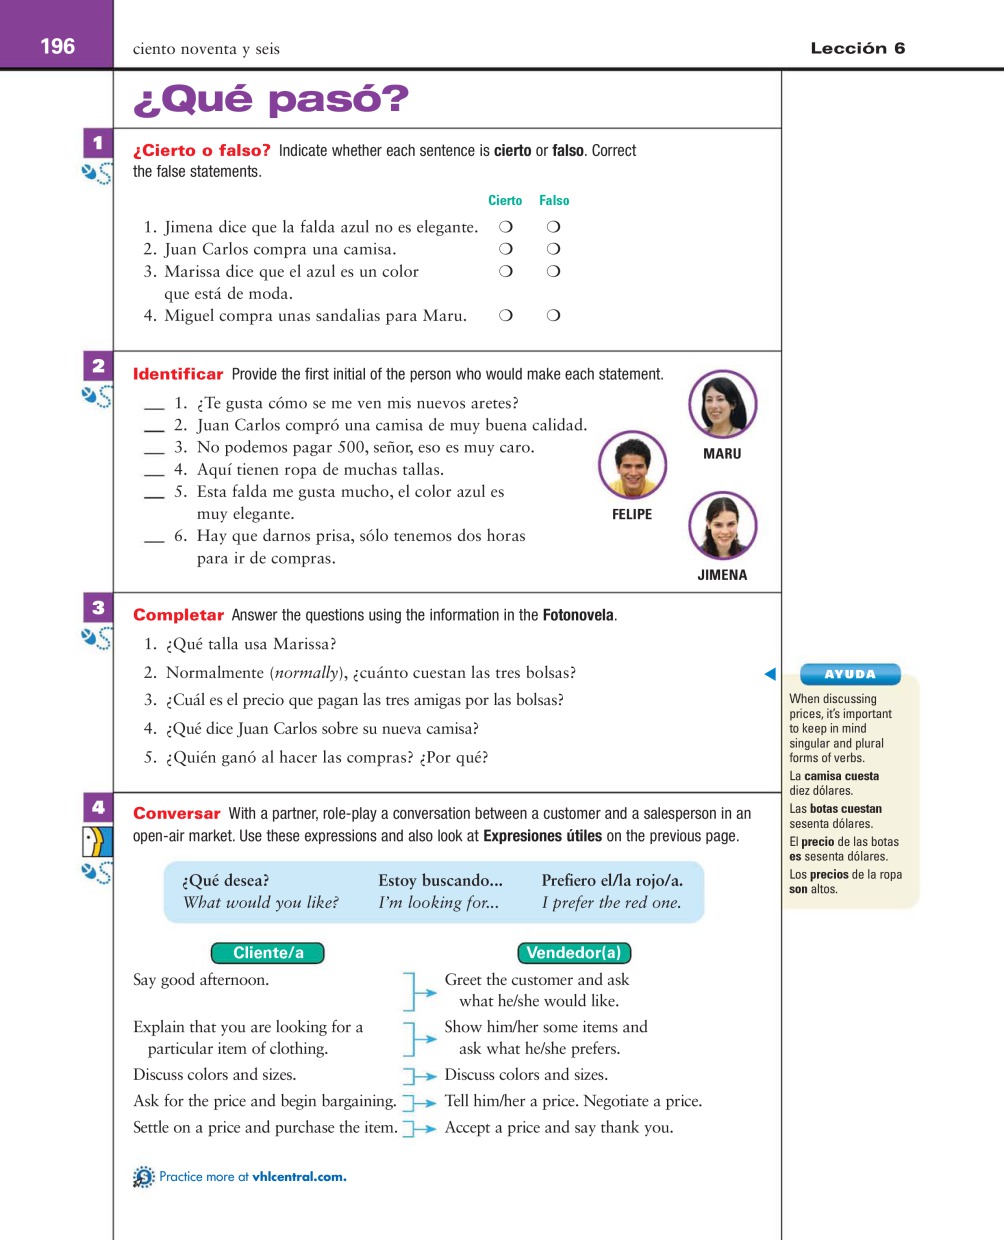 196
ciento noventa y seis
Lección 6
¿Qué pasó?
1
¿Cierto o falso? Indicate whether each sentence is cierto or falso. Correct
the false statements.
Cierto Falso
1. Jimena dice que la falda azul no es elegante.
2. Juan Carlos compra una camisa.
3. Marissa dice que el azul es un color
que está de moda.
4. Miguel compra unas sandalias para Maru.
2
Identificar Provide the first initial of the person who would make each statement.
___ 1. ¿Te gusta cómo se me ven mis nuevos aretes?
___ 2. Juan Carlos compró una camisa de muy buena calidad.
___ 3. No podemos pagar 500, señor, eso es muy caro.
___ 4. Aquí tienen ropa de muchas tallas.
___ 5. Esta falda me gusta mucho, el color azul es
muy elegante.
___ 6. Hay que darnos prisa, sólo tenemos dos horas
para ir de compras.
MARU
FELIPE
JIMENA
3
Completar Answer the questions using the information in the Fotonovela.
1. ¿Qué talla usa Marissa?
2. Normalmente (normally), ¿cuánto cuestan las tres bolsas?
3. ¿Cuál es el precio que pagan las tres amigas por las bolsas?
4. ¿Qué dice Juan Carlos sobre su nueva camisa?
5. ¿Quién ganó al hacer las compras? ¿Por qué?
AYUDA
When discussing
prices, it's important
to keep in mind
singular and plural
forms of verbs.
La camisa cuesta
diez dólares.
Las botas cuestan
sesenta dólares.
El precio de las botas
es sesenta dólares.
Los precios de la ropa
son altos.
4
Conversar With a partner, role-play a conversation between a customer and a salesperson in an
open-air market. Use these expressions and also look at Expresiones útiles on the previous page.
¿Qué desea? Estoy buscando... Prefiero el/la rojo/a.
What would you like? I'm looking for... I prefer the red one.
Cliente/a Vendedor(a)
Say good afternoon. Greet the customer and ask
what he/she would like.
Explain that you are looking for a Show him/her some items and
particular item of clothing. ask what he/she prefers.
Discuss colors and sizes. Discuss colors and sizes.
Ask for the price and begin bargaining. Tell him/her a price. Negotiate a price.
Settle on a price and purchase the item. Accept a price and say thank you.
Practice more at vhlcentral.com.